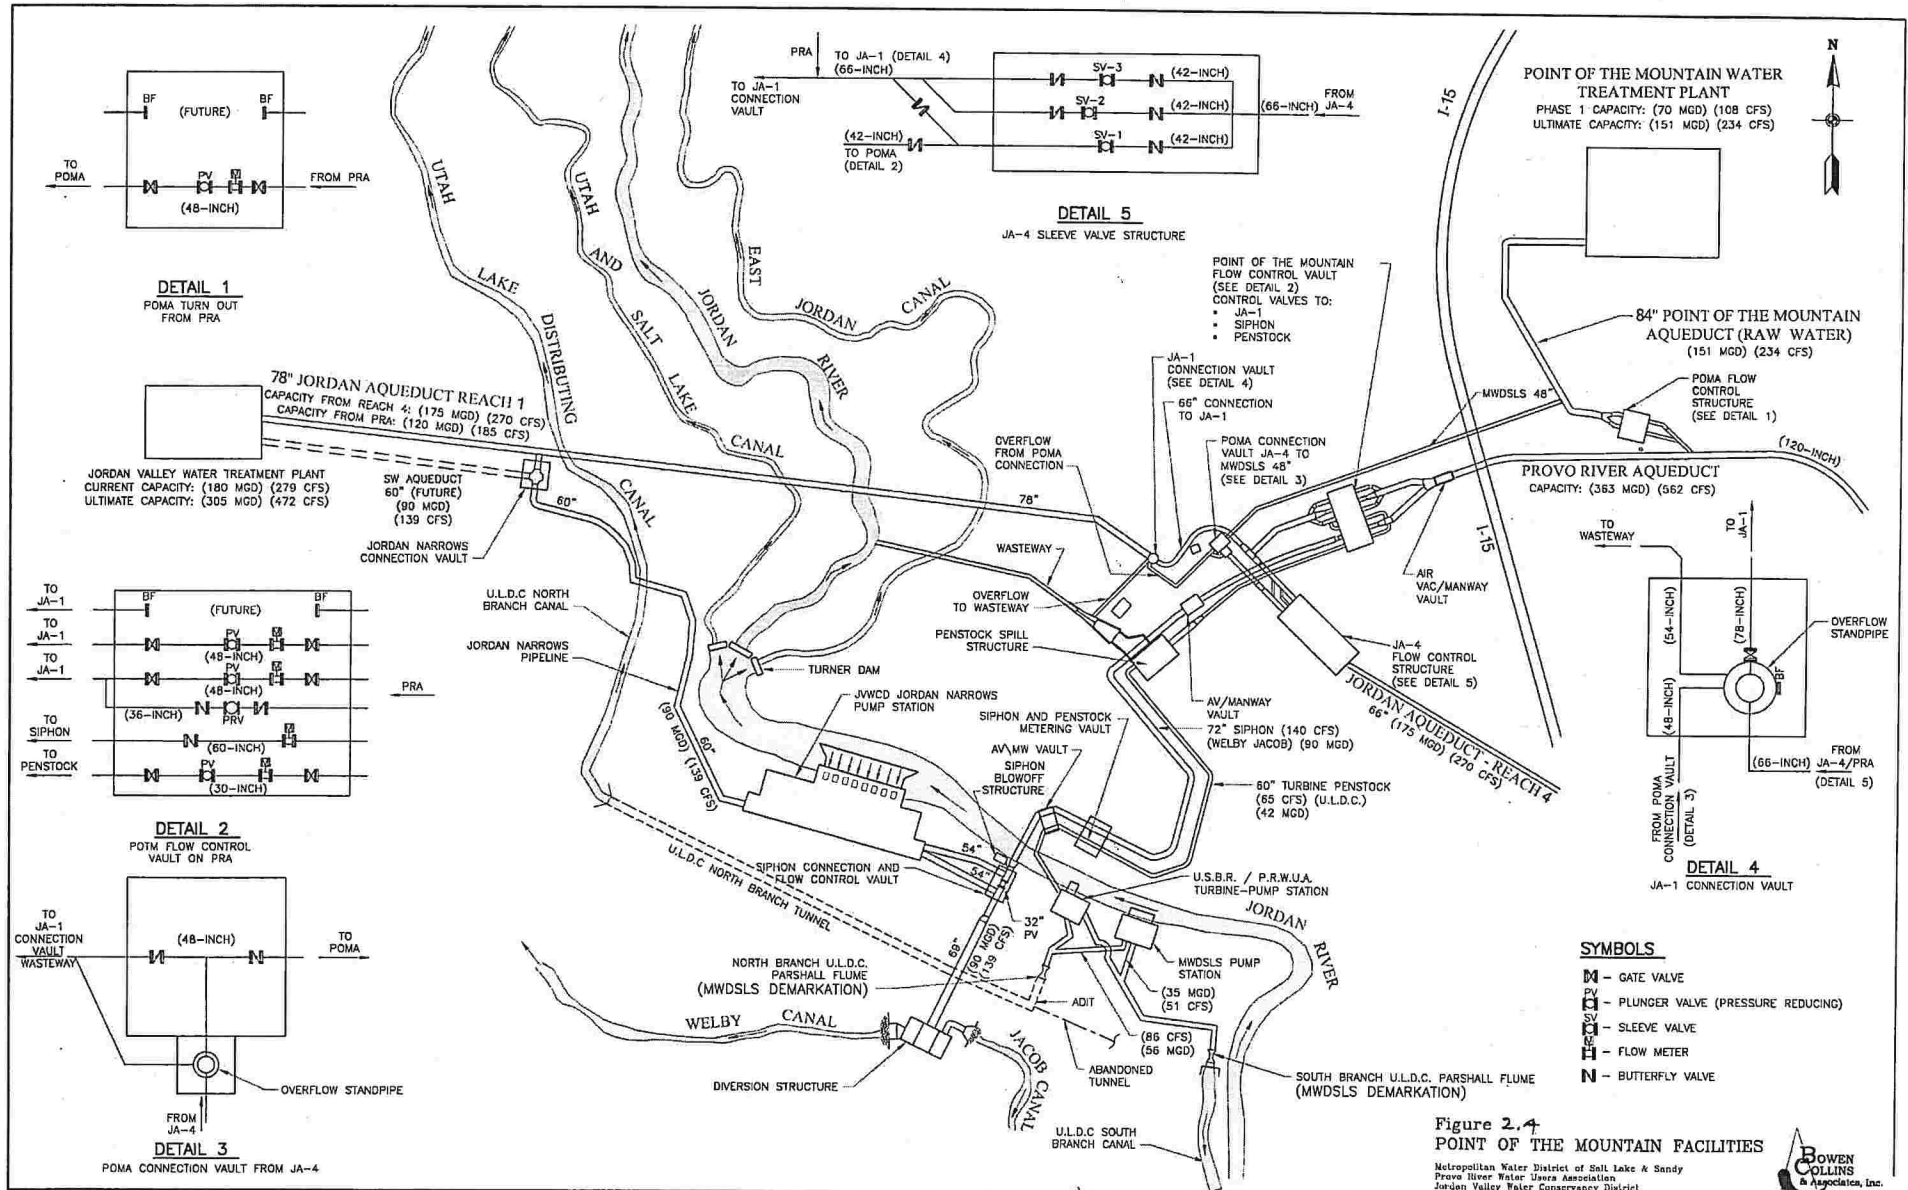 BF
(FUTURE)
BF
TO
POMA
PV
M
FROM PRA
(48-INCH)
DETAIL 1
POMA TURN OUT
FROM PRA
PRA
TO JA-1 (DETAIL 4)
(66-INCH)
TO JA-1
CONNECTION
VAULT
SV-3
(42-INCH)
SV-2
(42-INCH)
(66-INCH)
FROM
JA-4
SV-1
(42-INCH)
(42-INCH)
TO POMA
(DETAIL 2)
DETAIL 5
JA-4 SLEEVE VALVE STRUCTURE
I-15
POINT OF THE MOUNTAIN WATER
TREATMENT PLANT
PHASE 1 CAPACITY: (70 MGD) (108 CFS)
ULTIMATE CAPACITY: (151 MGD) (234 CFS)
N
UTAH
LAKE
DISTRIBUTING
CANAL
UTAH
AND
SALT
LAKE
CANAL
JORDAN
RIVER
EAST
JORDAN
CANAL
POINT OF THE MOUNTAIN
FLOW CONTROL VAULT
(SEE DETAIL 2)
CONTROL VALVES TO:
• JA-1
• SIPHON
• PENSTOCK
84" POINT OF THE MOUNTAIN
AQUEDUCT (RAW WATER)
(151 MGD) (234 CFS)
POMA FLOW
CONTROL
STRUCTURE
(SEE DETAIL 1)
MWDSLS 48"
JA-1
CONNECTION VAULT
(SEE DETAIL 4)
66" CONNECTION
TO JA-1
OVERFLOW
FROM POMA
CONNECTION
POMA CONNECTION
VAULT JA-4 TO
MWDSLS 48"
(SEE DETAIL 3)
(120-INCH)
PROVO RIVER AQUEDUCT
CAPACITY: (363 MGD) (562 CFS)
78" JORDAN AQUEDUCT REACH 1
CAPACITY FROM REACH 4: (175 MGD) (270 CFS)
CAPACITY FROM PRA: (120 MGD) (185 CFS)
JORDAN VALLEY WATER TREATMENT PLANT
CURRENT CAPACITY: (180 MGD) (279 CFS)
ULTIMATE CAPACITY: (305 MGD) (472 CFS)
SW AQUEDUCT
60" (FUTURE)
(90 MGD)
(139 CFS)
60"
78"
JORDAN NARROWS
CONNECTION VAULT
WASTEWAY
I-15
AIR
VAC/MANWAY
VAULT
TO
WASTEWAY
TO
JA-1
(54-INCH)
(78-INCH)
OVERFLOW
STANDPIPE
BF
(48-INCH)
(66-INCH)
FROM
JA-4/PRA
(DETAIL 5)
FROM POMA
CONNECTION VAULT
(DETAIL 3)
DETAIL 4
JA-1 CONNECTION VAULT
TO
JA-1
BF
(FUTURE)
BF
TO
JA-1
PV
M
(48-INCH)
TO
JA-1
PV
M
(48-INCH)
PRA
(36-INCH)
PRV
TO
SIPHON
M
(60-INCH)
TO
PENSTOCK
PV
M
(30-INCH)
DETAIL 2
POTM FLOW CONTROL
VAULT ON PRA
U.L.D.C NORTH
BRANCH CANAL
JORDAN NARROWS
PIPELINE
OVERFLOW
TO WASTEWAY
PENSTOCK SPILL
STRUCTURE
TURNER DAM
JA-4
FLOW CONTROL
STRUCTURE
(SEE DETAIL 5)
JORDAN AQUEDUCT - REACH 4
66" (175 MGD) (270 CFS)
AV/MANWAY
VAULT
JVWCD JORDAN NARROWS
PUMP STATION
SIPHON AND PENSTOCK
METERING VAULT
72" SIPHON (140 CFS)
(WELBY JACOB) (90 MGD)
AV\MW VAULT
SIPHON
BLOWOFF
STRUCTURE
60"
(90 MGD) (139 CFS)
60" TURBINE PENSTOCK
(65 CFS) (U.L.D.C.)
(42 MGD)
54"
54"
SIPHON CONNECTION AND
FLOW CONTROL VAULT
U.L.D.C NORTH BRANCH TUNNEL
U.S.B.R. / P.R.W.U.A.
TURBINE-PUMP STATION
JORDAN
RIVER
32"
PV
69"
(90 MGD)
(139 CFS)
MWDSLS PUMP
STATION
TO
JA-1
CONNECTION
VAULT
WASTEWAY
(48-INCH)
TO
POMA
OVERFLOW STANDPIPE
FROM
JA-4
DETAIL 3
POMA CONNECTION VAULT FROM JA-4
NORTH BRANCH U.L.D.C.
PARSHALL FLUME
(MWDSLS DEMARKATION)
ADIT
(35 MGD)
(51 CFS)
(86 CFS)
(56 MGD)
WELBY CANAL
JACOB CANAL
DIVERSION STRUCTURE
ABANDONED
TUNNEL
SOUTH BRANCH U.L.D.C. PARSHALL FLUME
(MWDSLS DEMARKATION)
U.L.D.C SOUTH
BRANCH CANAL
SYMBOLS
- GATE VALVE
PV
- PLUNGER VALVE (PRESSURE REDUCING)
SV
- SLEEVE VALVE
M
- FLOW METER
- BUTTERFLY VALVE
Figure 2.4
POINT OF THE MOUNTAIN FACILITIES
Metropolitan Water District of Salt Lake & Sandy
Provo River Water Users Association
Jordan Valley Water Conservancy District
BOWEN
COLLINS
& Associates, Inc.